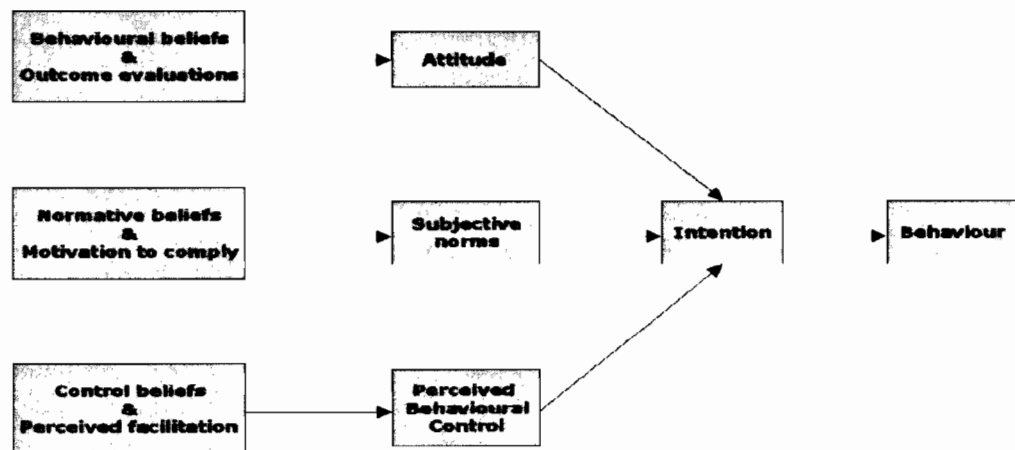 Behavioural beliefs
&
Outcome evaluations
Attitude
Normative beliefs
&
Motivation to comply
Subjective
norms
Intention
Behaviour
Control beliefs
&
Perceived facilitation
Perceived
Behavioural
Control